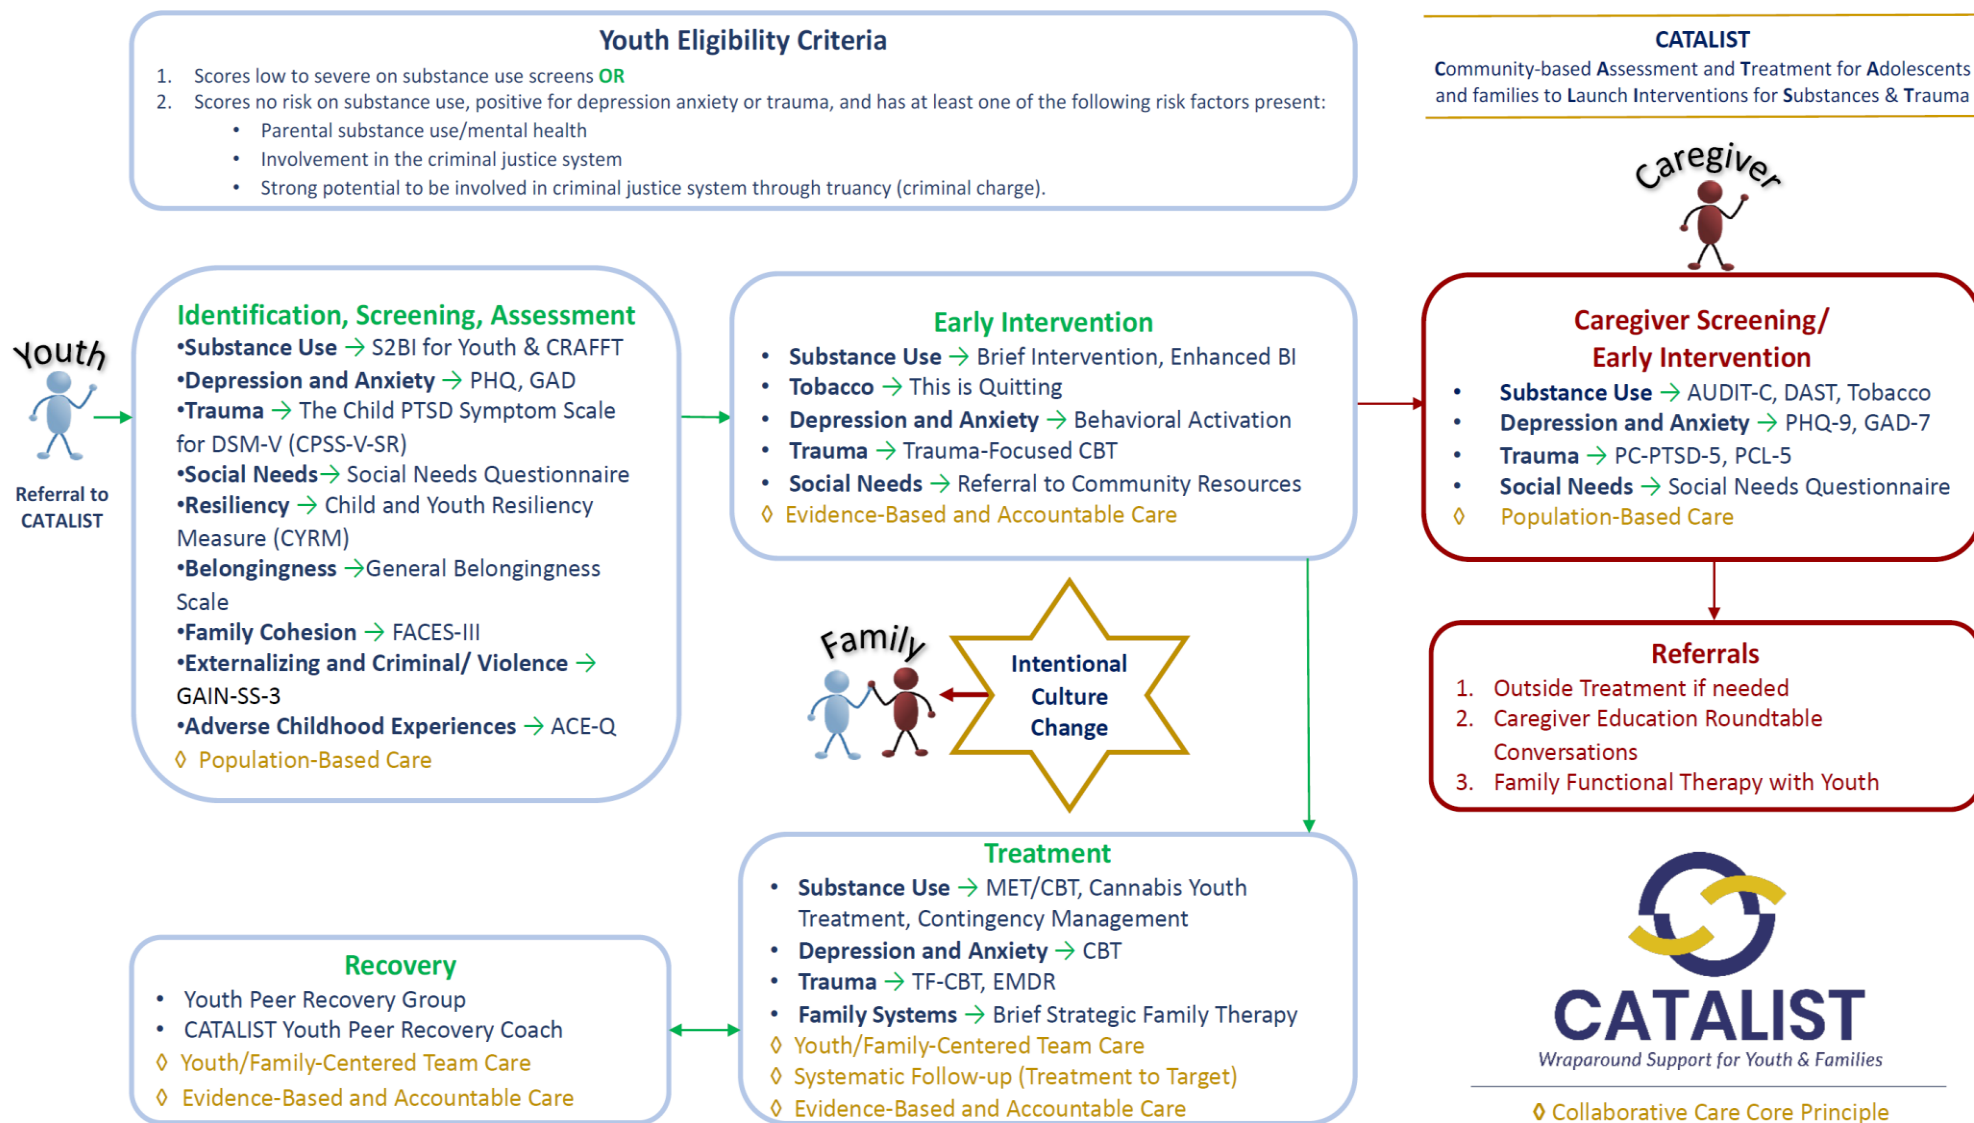 Youth Eligibility Criteria
1. Scores low to severe on substance use screens OR
2. Scores no risk on substance use, positive for depression anxiety or trauma, and has at least one of the following risk factors present:
• Parental substance use/mental health
• Involvement in the criminal justice system
• Strong potential to be involved in criminal justice system through truancy (criminal charge).
CATALIST
Community-based Assessment and Treatment for Adolescents
and families to Launch Interventions for Substances & Trauma
Caregiver
Youth
Referral to
CATALIST
Identification, Screening, Assessment
•Substance Use → S2BI for Youth & CRAFFT
•Depression and Anxiety → PHQ, GAD
•Trauma → The Child PTSD Symptom Scale
for DSM-V (CPSS-V-SR)
•Social Needs→ Social Needs Questionnaire
•Resiliency → Child and Youth Resiliency
Measure (CYRM)
•Belongingness →General Belongingness
Scale
•Family Cohesion → FACES-III
•Externalizing and Criminal/ Violence →
GAIN-SS-3
•Adverse Childhood Experiences → ACE-Q
◊ Population-Based Care
Early Intervention
• Substance Use → Brief Intervention, Enhanced BI
• Tobacco → This is Quitting
• Depression and Anxiety → Behavioral Activation
• Trauma → Trauma-Focused CBT
• Social Needs → Referral to Community Resources
◊ Evidence-Based and Accountable Care
Caregiver Screening/
Early Intervention
• Substance Use → AUDIT-C, DAST, Tobacco
• Depression and Anxiety → PHQ-9, GAD-7
• Trauma → PC-PTSD-5, PCL-5
• Social Needs → Social Needs Questionnaire
◊ Population-Based Care
Family
Intentional
Culture
Change
Referrals
1. Outside Treatment if needed
2. Caregiver Education Roundtable
Conversations
3. Family Functional Therapy with Youth
Treatment
• Substance Use → MET/CBT, Cannabis Youth
Treatment, Contingency Management
• Depression and Anxiety → CBT
• Trauma → TF-CBT, EMDR
• Family Systems → Brief Strategic Family Therapy
◊ Youth/Family-Centered Team Care
◊ Systematic Follow-up (Treatment to Target)
◊ Evidence-Based and Accountable Care
Recovery
• Youth Peer Recovery Group
• CATALIST Youth Peer Recovery Coach
◊ Youth/Family-Centered Team Care
◊ Evidence-Based and Accountable Care
CATALIST
Wraparound Support for Youth & Families
◊ Collaborative Care Core Principle